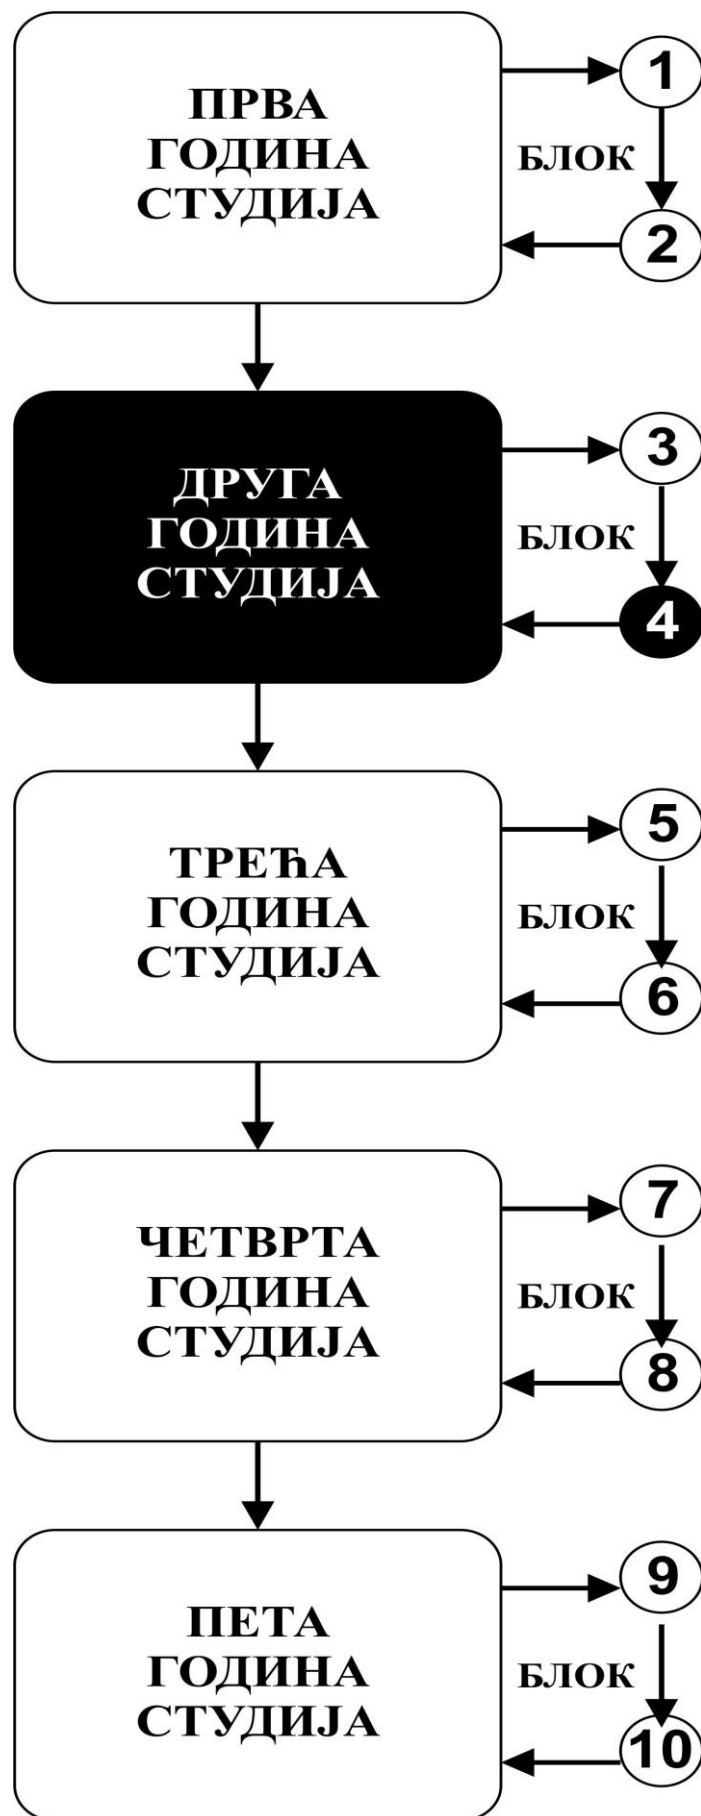 ПРВА
ГОДИНА
СТУДИЈА
1
БЛОК
2
ДРУГА
ГОДИНА
СТУДИЈА
3
БЛОК
4
ТРЕЋА
ГОДИНА
СТУДИЈА
5
БЛОК
6
ЧЕТВРТА
ГОДИНА
СТУДИЈА
7
БЛОК
8
ПЕТА
ГОДИНА
СТУДИЈА
9
БЛОК
10